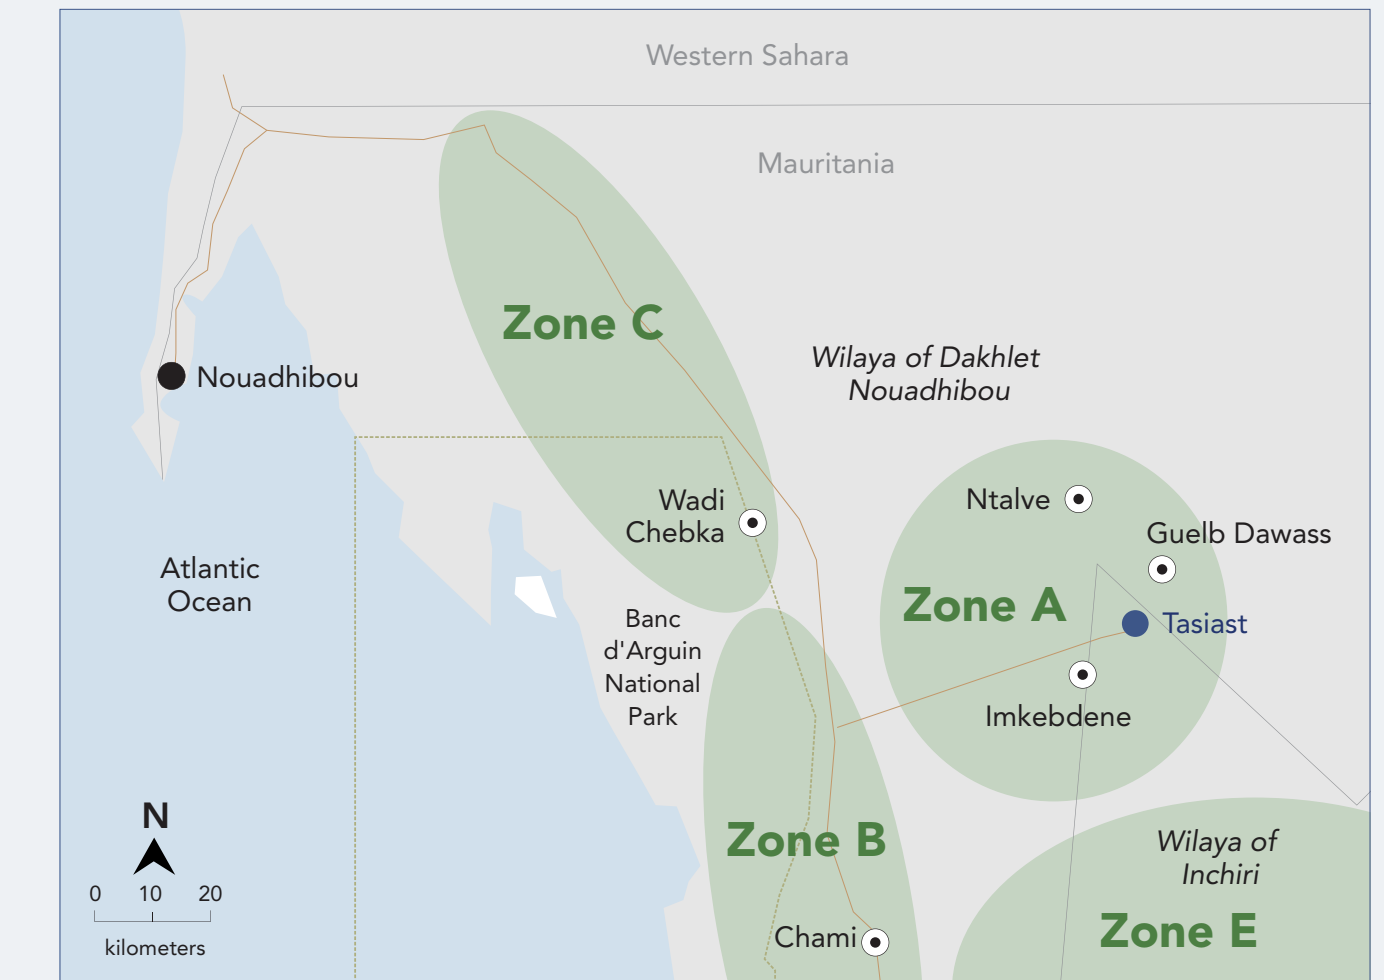 Western Sahara
Mauritania
Zone C
Wilaya of Dakhlet
Nouadhibou
Nouadhibou
Wadi
Chebka
Ntalve
Guelb Dawass
Atlantic
Ocean
Zone A
Tasiast
Banc
d'Arguin
National
Park
Imkebdene
N
0 10 20
kilometers
Zone B
Wilaya of
Inchiri
Zone E
Chami